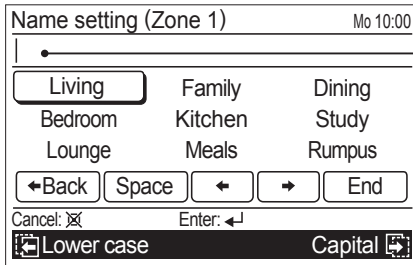 Name setting (Zone 1) Mo 10:00
Living Family Dining
Bedroom Kitchen Study
Lounge Meals Rumpus
←Back Space ← → End
Cancel: Enter:
Lower case Capital